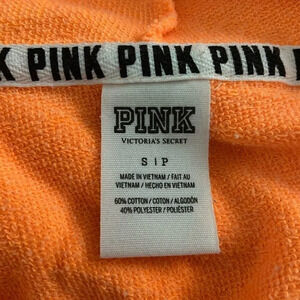 K PINK PINK PINK
PINK
VICTORIA'S SECRET
S | P
MADE IN VIETNAM / FAIT AU
VIETNAM / HECHO EN VIETNAM
60% COTTON / COTON / ALGODÓN
40% POLYESTER / POLIÉSTER